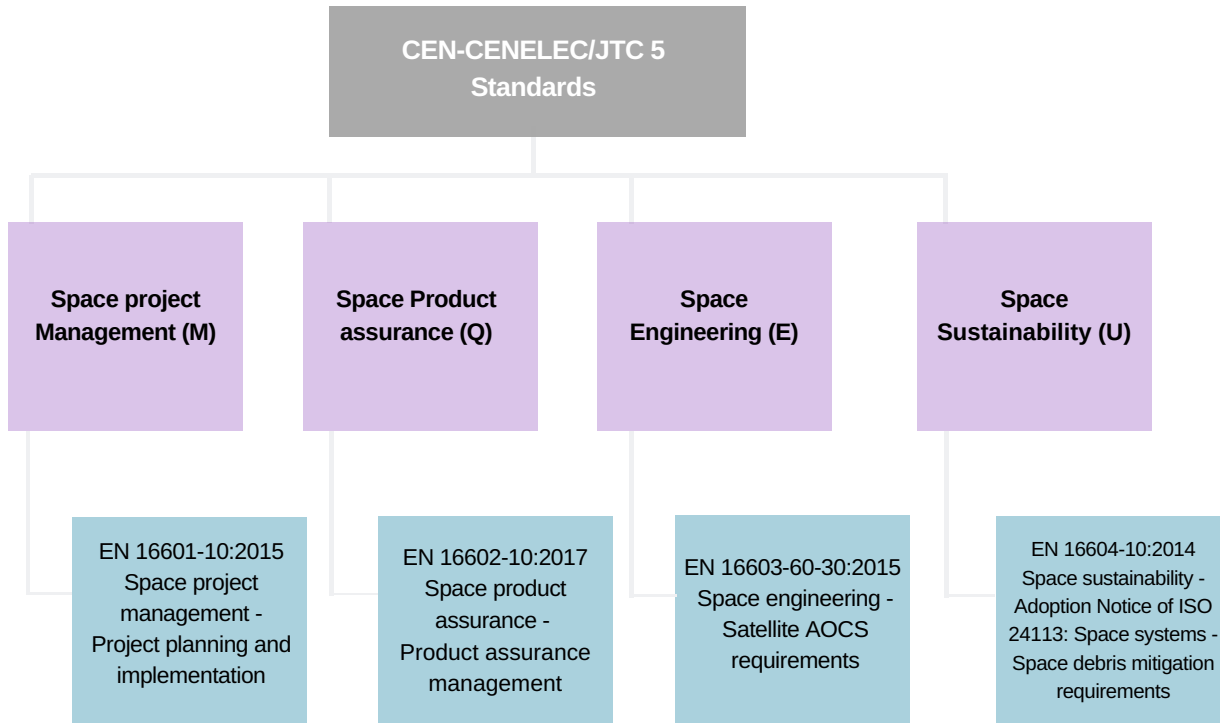 CEN-CENELEC/JTC 5
Standards
Space project
Management (M)
Space Product
assurance (Q)
Space
Engineering (E)
Space
Sustainability (U)
EN 16601-10:2015
Space project
management -
Project planning and
implementation
EN 16602-10:2017
Space product
assurance -
Product assurance
management
EN 16603-60-30:2015
Space engineering -
Satellite AOCS
requirements
EN 16604-10:2014
Space sustainability -
Adoption Notice of ISO
24113: Space systems -
Space debris mitigation
requirements